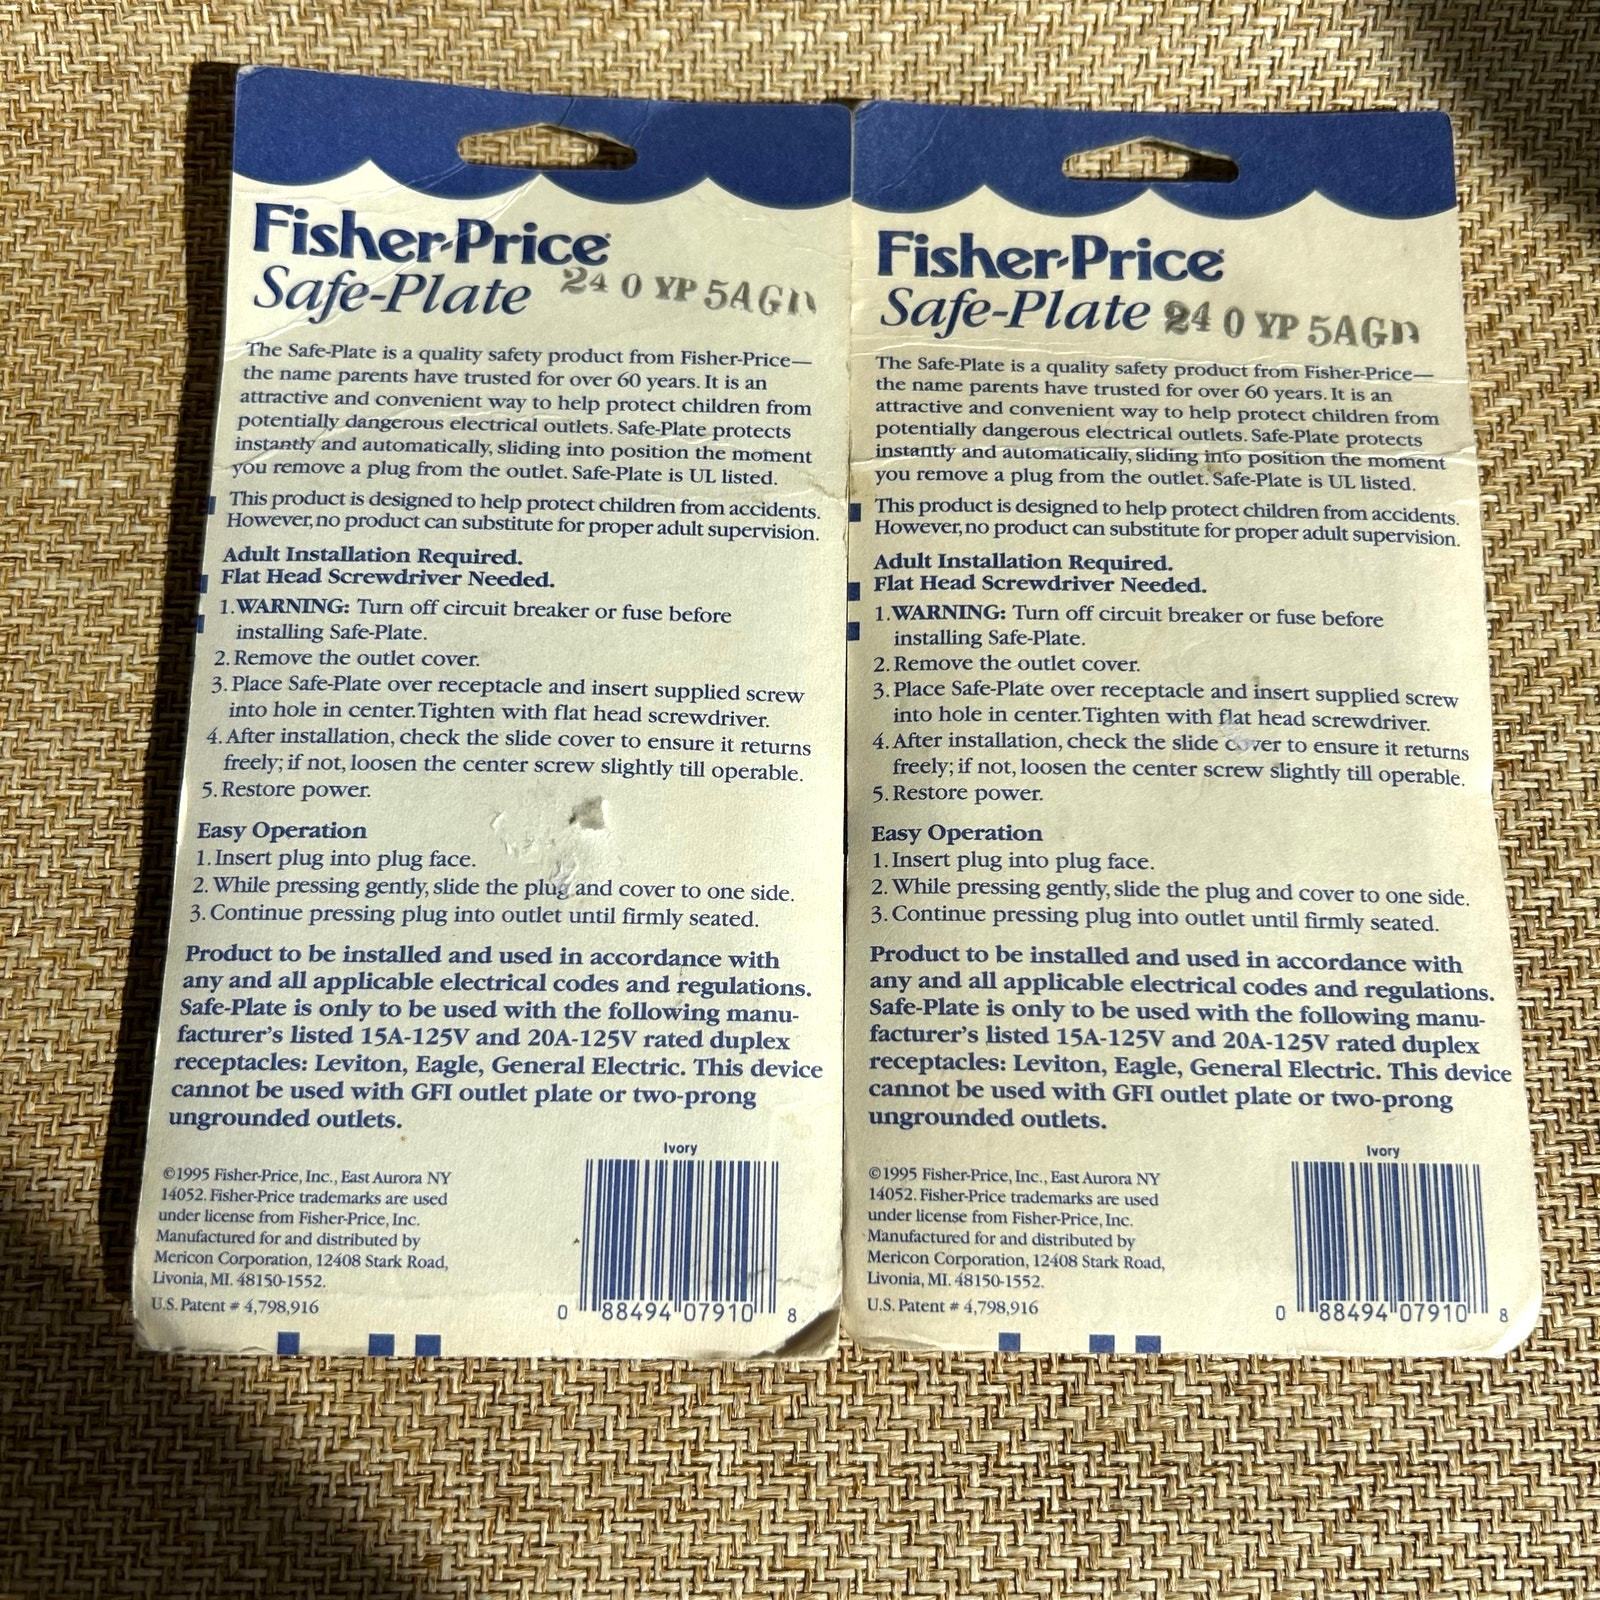 Fisher-Price
Safe-Plate 24 0 YP 5AG
The Safe-Plate is a quality safety product from Fisher-Price—
the name parents have trusted for over 60 years. It is an
attractive and convenient way to help protect children from
potentially dangerous electrical outlets. Safe-Plate protects
instantly and automatically, sliding into position the moment
you remove a plug from the outlet. Safe-Plate is UL listed.
This product is designed to help protect children from accidents.
However, no product can substitute for proper adult supervision.
Adult Installation Required.
Flat Head Screwdriver Needed.
1. WARNING: Turn off circuit breaker or fuse before
installing Safe-Plate.
2. Remove the outlet cover.
3. Place Safe-Plate over receptacle and insert supplied screw
into hole in center. Tighten with flat head screwdriver.
4. After installation, check the slide cover to ensure it returns
freely; if not, loosen the center screw slightly till operable.
5. Restore power.
Easy Operation
1. Insert plug into plug face.
2. While pressing gently, slide the plug and cover to one side.
3. Continue pressing plug into outlet until firmly seated.
Product to be installed and used in accordance with
any and all applicable electrical codes and regulations.
Safe-Plate is only to be used with the following manu-
facturer's listed 15A-125V and 20A-125V rated duplex
receptacles: Leviton, Eagle, General Electric. This device
cannot be used with GFI outlet plate or two-prong
ungrounded outlets.
©1995 Fisher-Price, Inc., East Aurora NY
14052. Fisher-Price trademarks are used
under license from Fisher-Price, Inc.
Manufactured for and distributed by
Mericon Corporation, 12408 Stark Road,
Livonia, MI. 48150-1552.
U.S. Patent # 4,798,916
Ivory
0 88494 07910 8
Fisher-Price
Safe-Plate 24 0 YP 5AG
The Safe-Plate is a quality safety product from Fisher-Price—
the name parents have trusted for over 60 years. It is an
attractive and convenient way to help protect children from
potentially dangerous electrical outlets. Safe-Plate protects
instantly and automatically, sliding into position the moment
you remove a plug from the outlet. Safe-Plate is UL listed.
This product is designed to help protect children from accidents.
However, no product can substitute for proper adult supervision.
Adult Installation Required.
Flat Head Screwdriver Needed.
1. WARNING: Turn off circuit breaker or fuse before
installing Safe-Plate.
2. Remove the outlet cover.
3. Place Safe-Plate over receptacle and insert supplied screw
into hole in center. Tighten with flat head screwdriver.
4. After installation, check the slide cover to ensure it returns
freely; if not, loosen the center screw slightly till operable.
5. Restore power.
Easy Operation
1. Insert plug into plug face.
2. While pressing gently, slide the plug and cover to one side.
3. Continue pressing plug into outlet until firmly seated.
Product to be installed and used in accordance with
any and all applicable electrical codes and regulations.
Safe-Plate is only to be used with the following manu-
facturer's listed 15A-125V and 20A-125V rated duplex
receptacles: Leviton, Eagle, General Electric. This device
cannot be used with GFI outlet plate or two-prong
ungrounded outlets.
©1995 Fisher-Price, Inc., East Aurora NY
14052. Fisher-Price trademarks are used
under license from Fisher-Price, Inc.
Manufactured for and distributed by
Mericon Corporation, 12408 Stark Road,
Livonia, MI. 48150-1552.
U.S. Patent # 4,798,916
Ivory
0 88494 07910 8